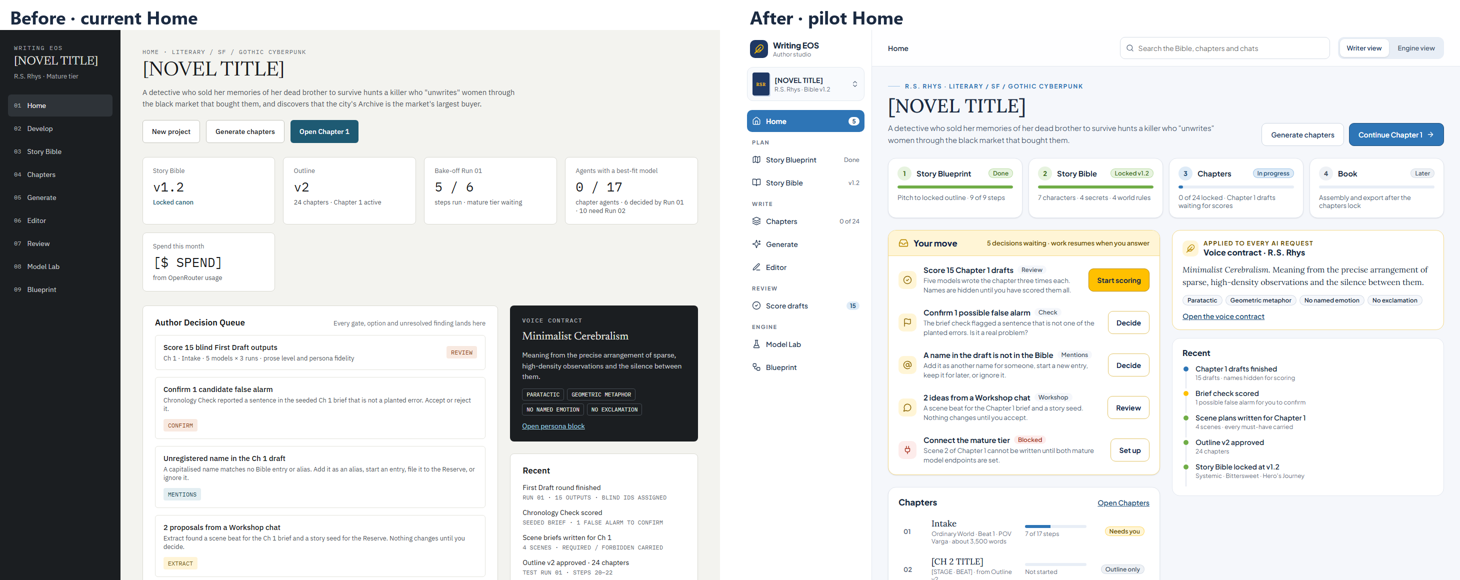 Before · current Home
WRITING EOS
[NOVEL TITLE]
R.S. Rhys · Mature tier
01 Home
02 Develop
03 Story Bible
04 Chapters
05 Generate
06 Editor
07 Review
08 Model Lab
09 Blueprint
HOME · LITERARY / SF / GOTHIC CYBERPUNK
[NOVEL TITLE]
A detective who sold her memories of her dead brother to survive hunts a killer who "unwrites" women through
the black market that bought them, and discovers that the city's Archive is the market's largest buyer.
New project
Generate chapters
Open Chapter 1
Story Bible
v1.2
Locked canon
Outline
v2
24 chapters · Chapter 1 active
Bake-off Run 01
5 / 6
steps run · mature tier waiting
Agents with a best-fit model
0 / 17
chapter agents · 6 decided by Run 01
· 10 need Run 02
Spend this month
[$ SPEND]
from OpenRouter usage
Author Decision Queue
Every gate, option and unresolved finding lands here
Score 15 blind First Draft outputs
Ch 1 · Intake · 5 models × 3 runs · prose level and persona fidelity
REVIEW
Confirm 1 candidate false alarm
Chronology Check reported a sentence in the seeded Ch 1 brief that is not a planted error. Accept or reject
it.
CONFIRM
Unregistered name in the Ch 1 draft
A capitalised name matches no Bible entry or alias. Add it as an alias, start an entry, file it to the Reserve, or
ignore it.
MENTIONS
2 proposals from a Workshop chat
Extract found a scene beat for the Ch 1 brief and a story seed for the Reserve. Nothing changes until you
decide.
EXTRACT
VOICE CONTRACT
Minimalist Cerebralism
Meaning from the precise arrangement of sparse,
high-density observations and the silence between
them.
PARATACTIC
GEOMETRIC METAPHOR
NO NAMED EMOTION
NO EXCLAMATION
Open persona block
Recent
First Draft round finished
RUN 01 · 15 OUTPUTS · BLIND IDS ASSIGNED
Chronology Check scored
SEEDED BRIEF · 1 FALSE ALARM TO CONFIRM
Scene briefs written for Ch 1
4 SCENES · REQUIRED / FORBIDDEN CARRIED
Outline v2 approved · 24 chapters
TEST RUN 01 · STEPS 20–22
After · pilot Home
Writing EOS
Author studio
[NOVEL TITLE]
R.S. Rhys · Bible v1.2
Home 5
PLAN
Story Blueprint Done
Story Bible v1.2
WRITE
Chapters 0 of 24
Generate
Editor
REVIEW
Score drafts 15
ENGINE
Model Lab
Blueprint
Home
Search the Bible, chapters and chats
Writer view
Engine view
R.S. RHYS · LITERARY / SF / GOTHIC CYBERPUNK
[NOVEL TITLE]
A detective who sold her memories of her dead brother to survive hunts a killer who "unwrites"
women through the black market that bought them.
Generate chapters
Continue Chapter 1 →
1 Story Blueprint Done
Pitch to locked outline · 9 of 9 steps
2 Story Bible Locked v1.2
7 characters · 4 secrets · 4 world rules
3 Chapters In progress
0 of 24 locked · Chapter 1 drafts
waiting for scores
4 Book Later
Assembly and export after the
chapters lock
Your move
5 decisions waiting · work resumes when you answer
Score 15 Chapter 1 drafts Review
Five models wrote the chapter three times each.
Names are hidden until you have scored them all.
Start scoring
Confirm 1 possible false alarm Check
The brief check flagged a sentence that is not one of the
planted errors. Is it a real problem?
Decide
A name in the draft is not in the Bible Mentions
Add it as another name for someone, start a new entry,
keep it for later, or ignore it.
Decide
2 ideas from a Workshop chat Workshop
A scene beat for the Chapter 1 brief and a story seed.
Nothing changes until you accept.
Review
Connect the mature tier Blocked
Scene 2 of Chapter 1 cannot be written until both mature
model endpoints are set.
Set up
APPLIED TO EVERY AI REQUEST
Voice contract · R.S. Rhys
Minimalist Cerebralism. Meaning from the precise arrangement of
sparse, high-density observations and the silence between them.
Paratactic
Geometric metaphor
No named emotion
No exclamation
Open the voice contract
Recent
Chapter 1 drafts finished
15 drafts · names hidden for scoring
Brief check scored
1 possible false alarm for you to confirm
Scene plans written for Chapter 1
4 scenes · every must-have carried
Outline v2 approved
24 chapters
Story Bible locked at v1.2
Systemic · Bittersweet · Hero's Journey
Chapters
Open Chapters
01
Intake
Ordinary World · Beat 1 · POV
Varga · about 3,500 words
7 of 17 steps
Needs you
02
[CH 2 TITLE]
[STAGE · BEAT] · from Outline
Not started
Outline only